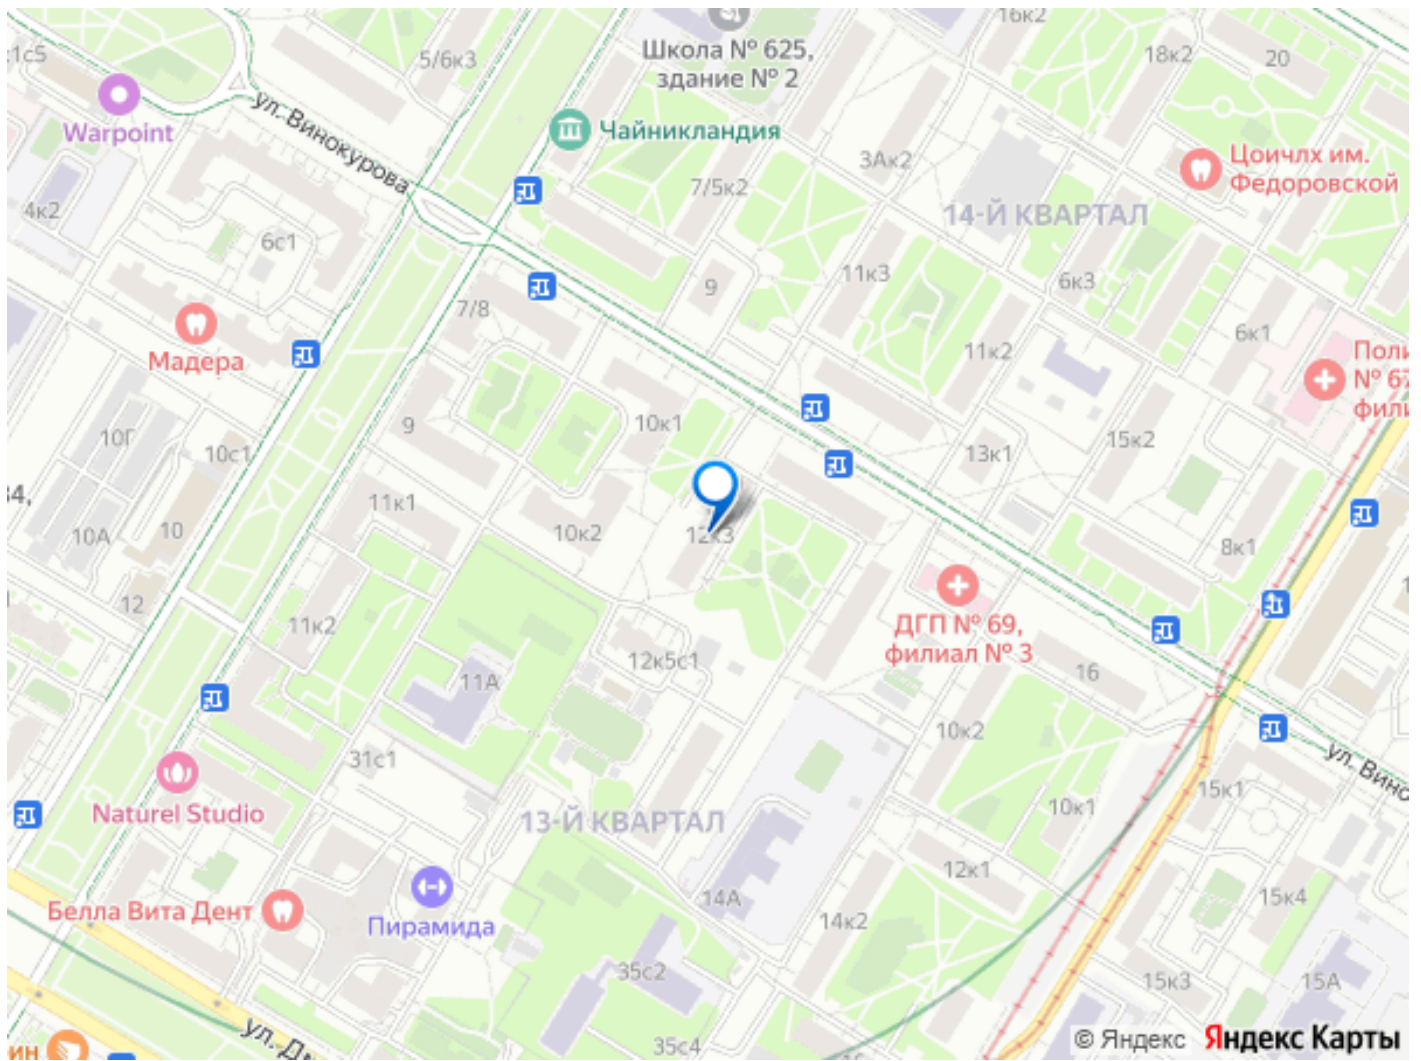 16к2
Школа № 625,
здание № 2
5/6к3
18к2
20
ул. Винокурова
Warpoint
Чайникландия
3Ак2
7/5к2
Цоичлх им.
Федоровской
4к2
14-Й КВАРТАЛ
6с1
11к3
6к3
9
7/8
6к1
11к2
Мадера
9
10к1
10Г
10с1
13к1
15к2
11к1
10А
10
10к2
12к3
8к1
12
11к2
ДГП № 69,
филиал № 3
12к5с1
11А
16
10к2
31с1
ул.
15к1
Naturel Studio
10к1
13-Й КВАРТАЛ
12к1
14А
15к4
Белла Вита Дент
Пирамида
14к2
35с2
15к3
15А
ул.
35с4
© Яндекс
Яндекс Карты